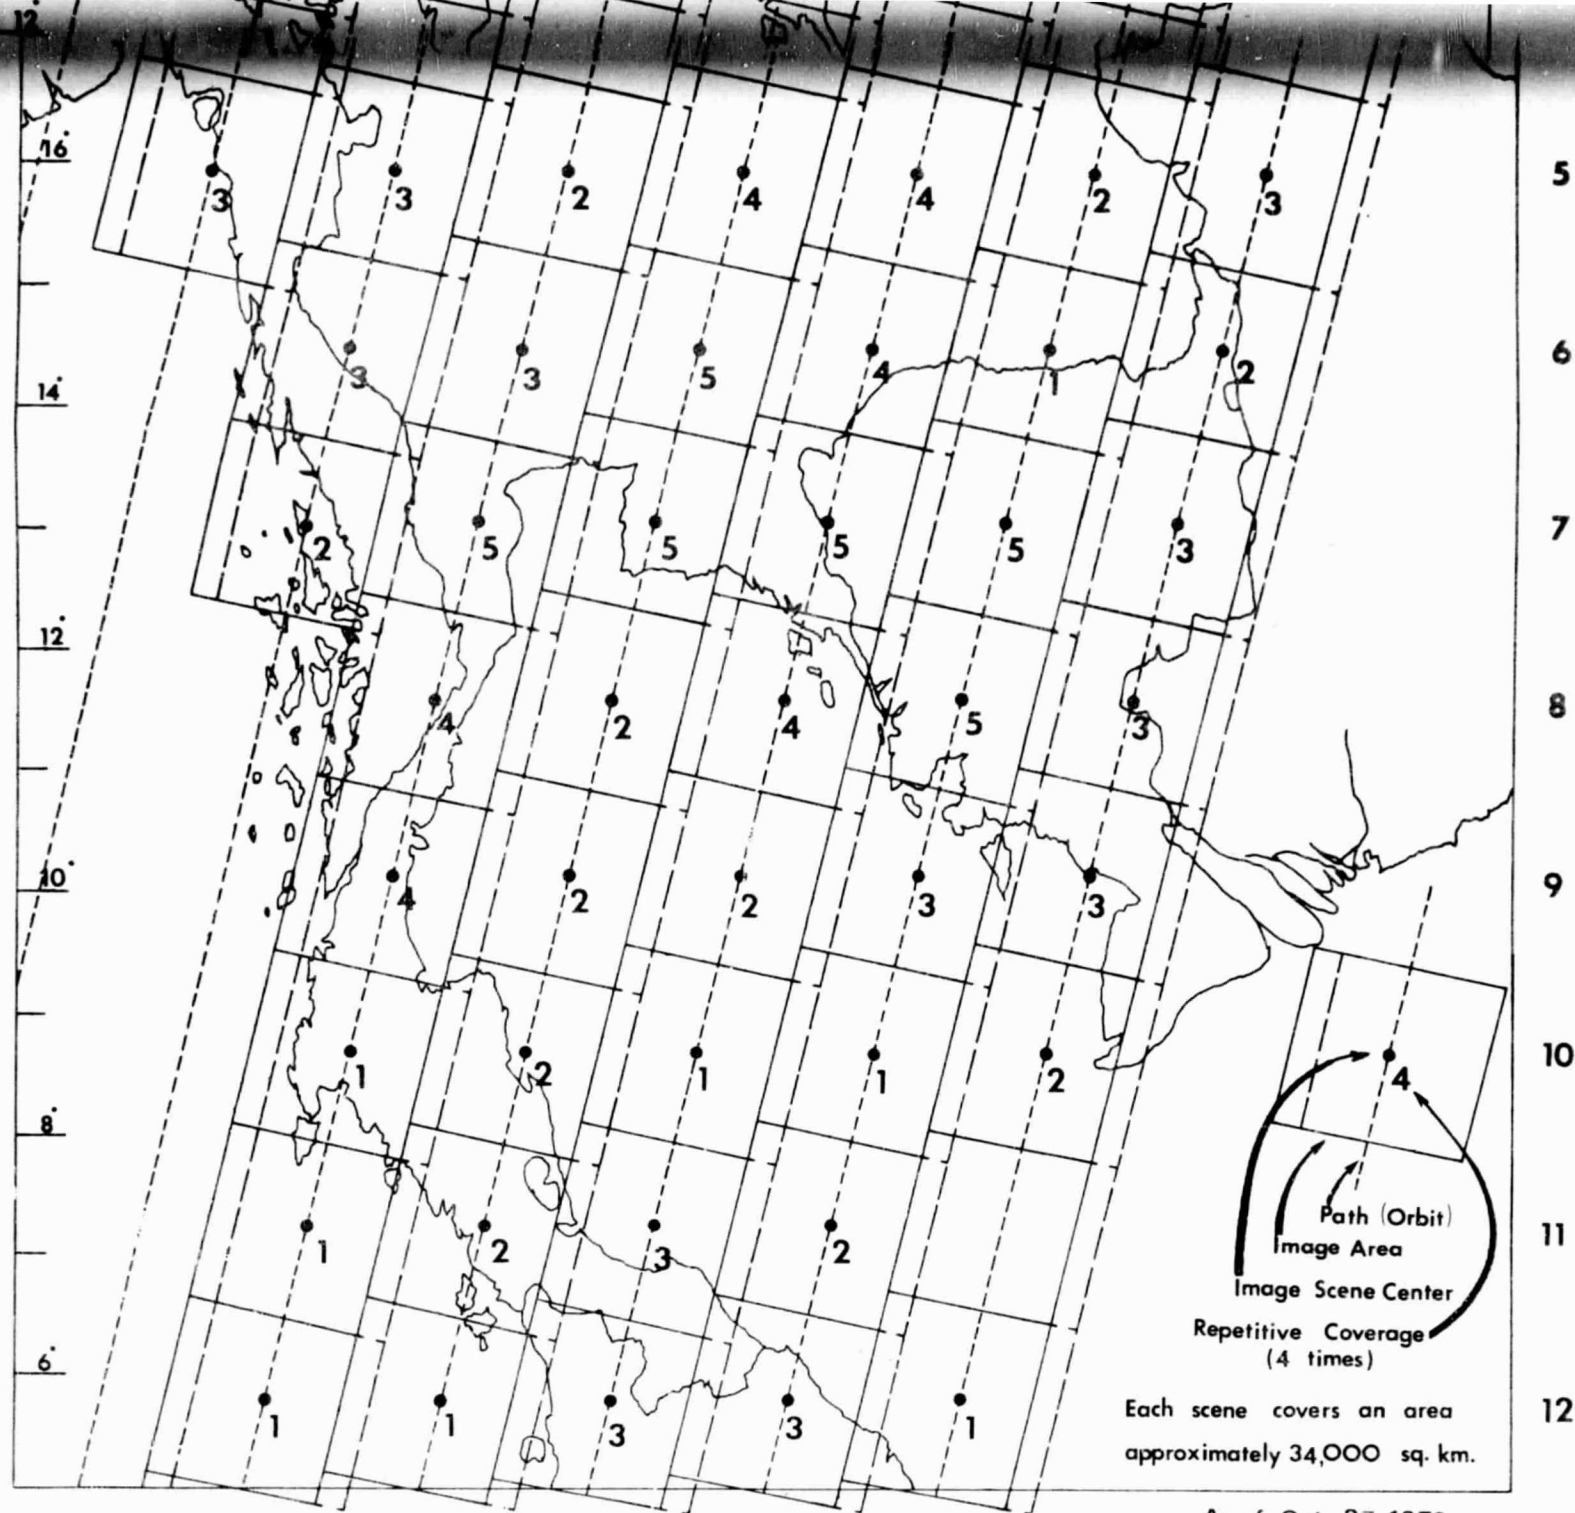 16°
3 3 2 4 4 2 3 5
3 3 5 4 1 2 6
14°
2 5 5 5 5 3 7
12°
4 2 4 5 3 8
10°
4 2 2 3 3 9
1 2 1 1 2 4 10
8°
Path (Orbit)
1 2 3 2 11
Image Area
Image Scene Center
Repetitive Coverage
(4 times)
6°
1 1 3 3 1 12
Each scene covers an area
approximately 34,000 sq. km.